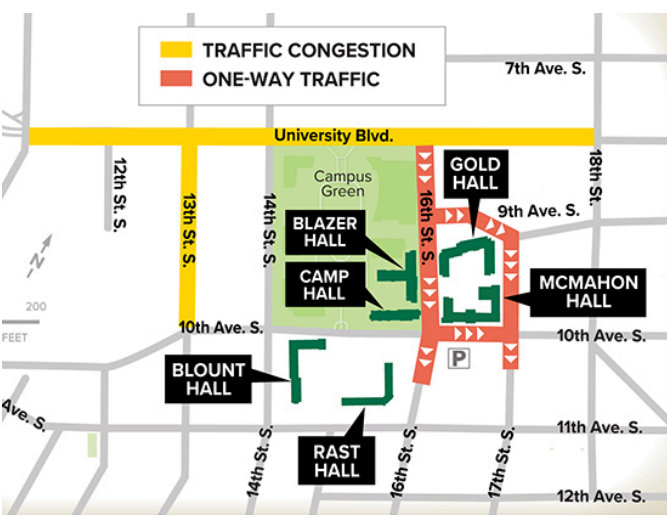 TRAFFIC CONGESTION
ONE-WAY TRAFFIC
7th Ave. S.
University Blvd.
12th St. S.
13th St. S.
14th St. S.
Campus
Green
16th St. S.
GOLD
HALL
18th St.
9th Ave. S.
BLAZER
HALL
CAMP
HALL
MCMAHON
HALL
N
200
FEET
10th Ave. S.
10th Ave. S.
P
BLOUNT
HALL
RAST
HALL
Ave. S.
11th Ave. S.
14th St. S.
16th St. S.
17th St. S.
12th Ave. S.